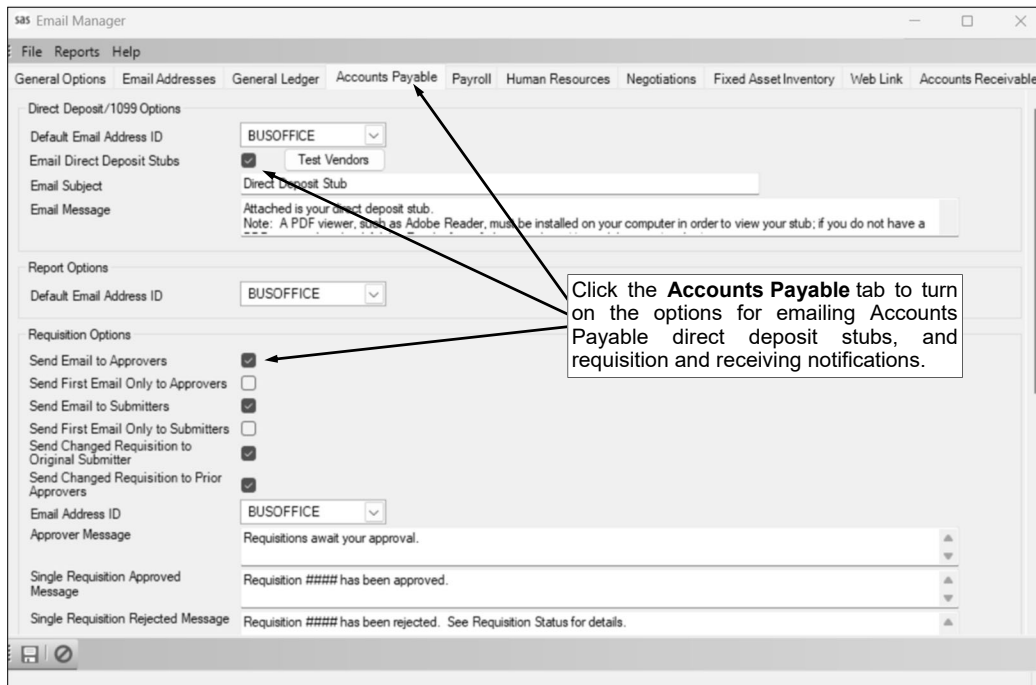 sas Email Manager
File Reports Help
General Options Email Addresses General Ledger Accounts Payable Payroll Human Resources Negotiations Fixed Asset Inventory Web Link Accounts Receivable
Direct Deposit/1099 Options
Default Email Address ID BUSOFFICE
Email Direct Deposit Stubs Test Vendors
Email Subject Direct Deposit Stub
Email Message Attached is your direct deposit stub.
Note: A PDF viewer, such as Adobe Reader, must be installed on your computer in order to view your stub; if you do not have a
Report Options
Default Email Address ID BUSOFFICE
Click the Accounts Payable tab to turn
on the options for emailing Accounts
Payable direct deposit stubs, and
requisition and receiving notifications.
Requisition Options
Send Email to Approvers
Send First Email Only to Approvers
Send Email to Submitters
Send First Email Only to Submitters
Send Changed Requisition to
Original Submitter
Send Changed Requisition to Prior
Approvers
Email Address ID BUSOFFICE
Approver Message Requisitions await your approval.
Single Requisition Approved
Message
Requisition #### has been approved.
Single Requisition Rejected Message Requisition #### has been rejected. See Requisition Status for details.